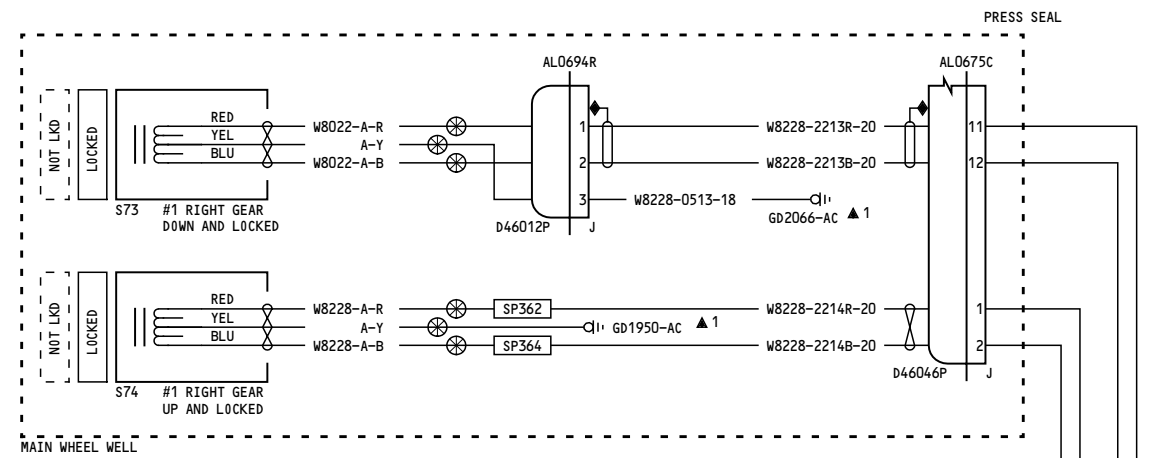 PRESS SEAL
AL0694R
AL0675C
NOT LKD
LOCKED
RED
YEL
BLU
W8022-A-R
A-Y
W8022-A-B
1
2
3
W8228-2213R-20
W8228-2213B-20
11
12
W8228-0513-18
GD2066-AC
1
S73
#1 RIGHT GEAR
DOWN AND LOCKED
D46012P
J
NOT LKD
LOCKED
RED
YEL
BLU
W8228-A-R
A-Y
W8228-A-B
SP362
SP364
GD1950-AC
1
W8228-2214R-20
W8228-2214B-20
1
2
D46046P
J
S74
#1 RIGHT GEAR
UP AND LOCKED
MAIN WHEEL WELL